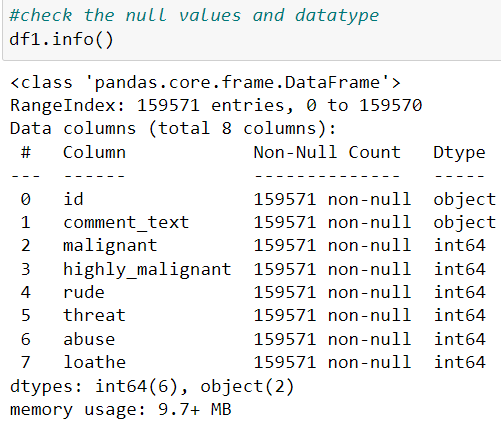 #check the null values and datatype
df1.info()
<class 'pandas.core.frame.DataFrame'>
RangeIndex: 159571 entries, 0 to 159570
Data columns (total 8 columns):
 #   Column            Non-Null Count   Dtype
---  ------            --------------   -----
 0   id                159571 non-null  object
 1   comment_text      159571 non-null  object
 2   malignant         159571 non-null  int64
 3   highly_malignant  159571 non-null  int64
 4   rude              159571 non-null  int64
 5   threat            159571 non-null  int64
 6   abuse             159571 non-null  int64
 7   loathe            159571 non-null  int64
dtypes: int64(6), object(2)
memory usage: 9.7+ MB